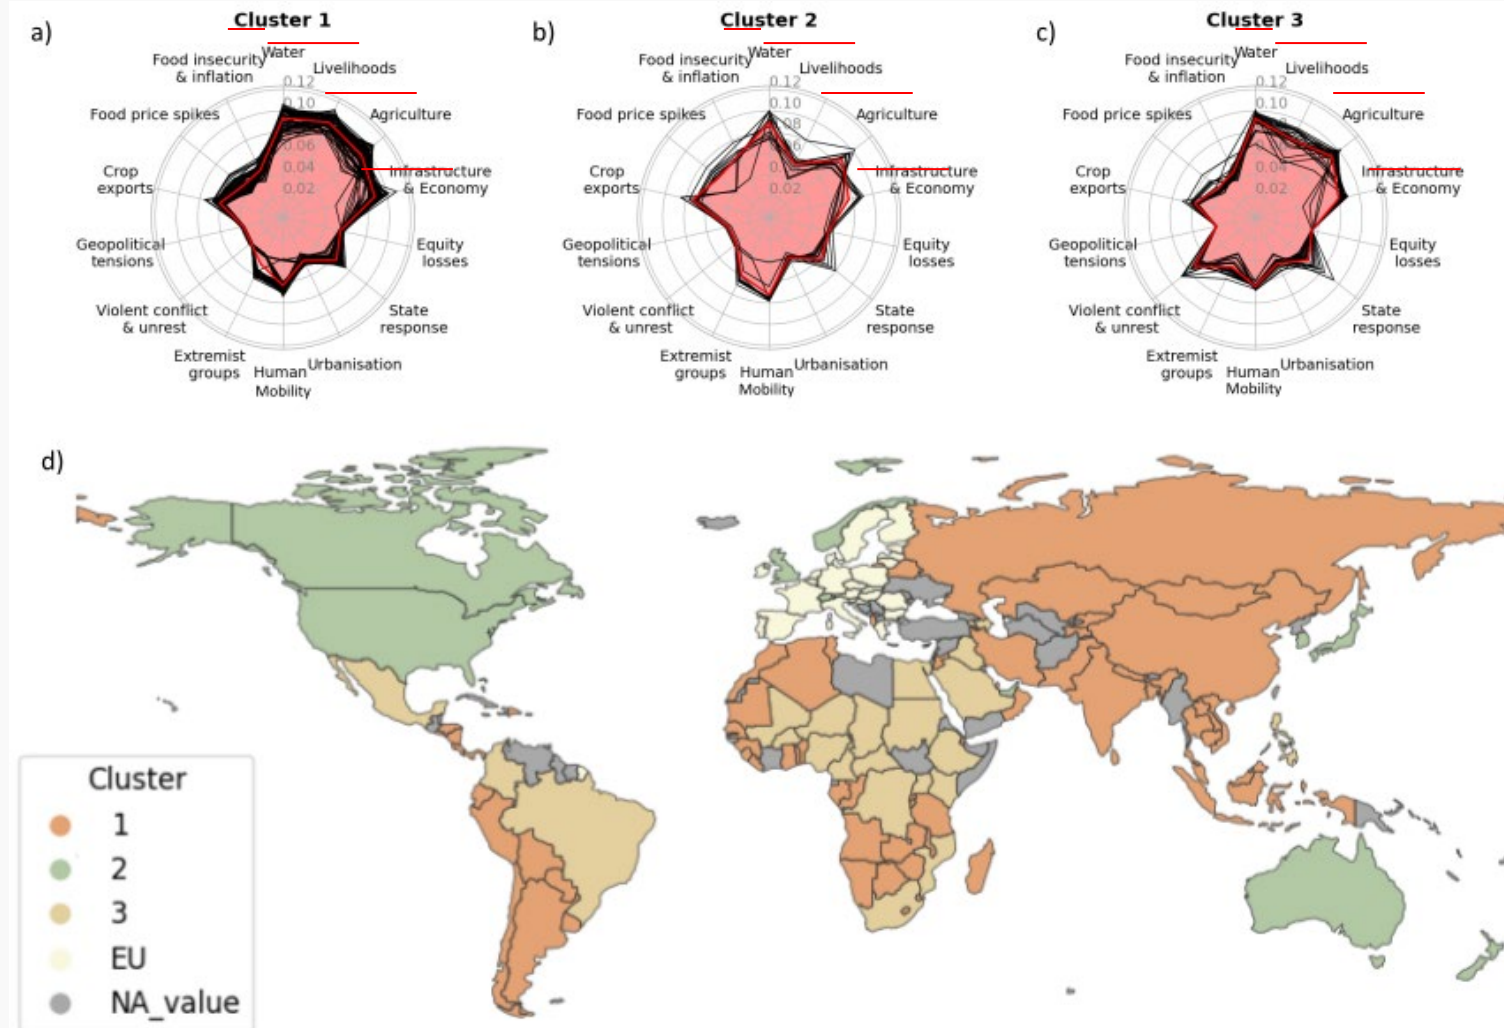 a)
Cluster 1
Water
Food insecurity
& inflation
Livelihoods
0.12
0.10
Food price spikes
Agriculture
0.06
0.04
Crop
exports
Infrastructure
& Economy
0.02
Geopolitical
tensions
Equity
losses
Violent conflict
& unrest
State
response
Extremist
groups
Human
Mobility
Urbanisation
b)
Cluster 2
Water
Food insecurity
& inflation
Livelihoods
0.12
0.10
Food price spikes
Agriculture
Crop
exports
Infrastructure
& Economy
0.02
Geopolitical
tensions
Equity
losses
Violent conflict
& unrest
State
response
Extremist
groups
Human
Mobility
Urbanisation
c)
Cluster 3
Water
Food insecurity
& inflation
Livelihoods
0.12
0.10
Food price spikes
Agriculture
Crop
exports
Infrastructure
& Economy
0.02
Geopolitical
tensions
Equity
losses
Violent conflict
& unrest
State
response
Extremist
groups
Human
Mobility
Urbanisation
d)
Cluster
1
2
3
EU
NA_value